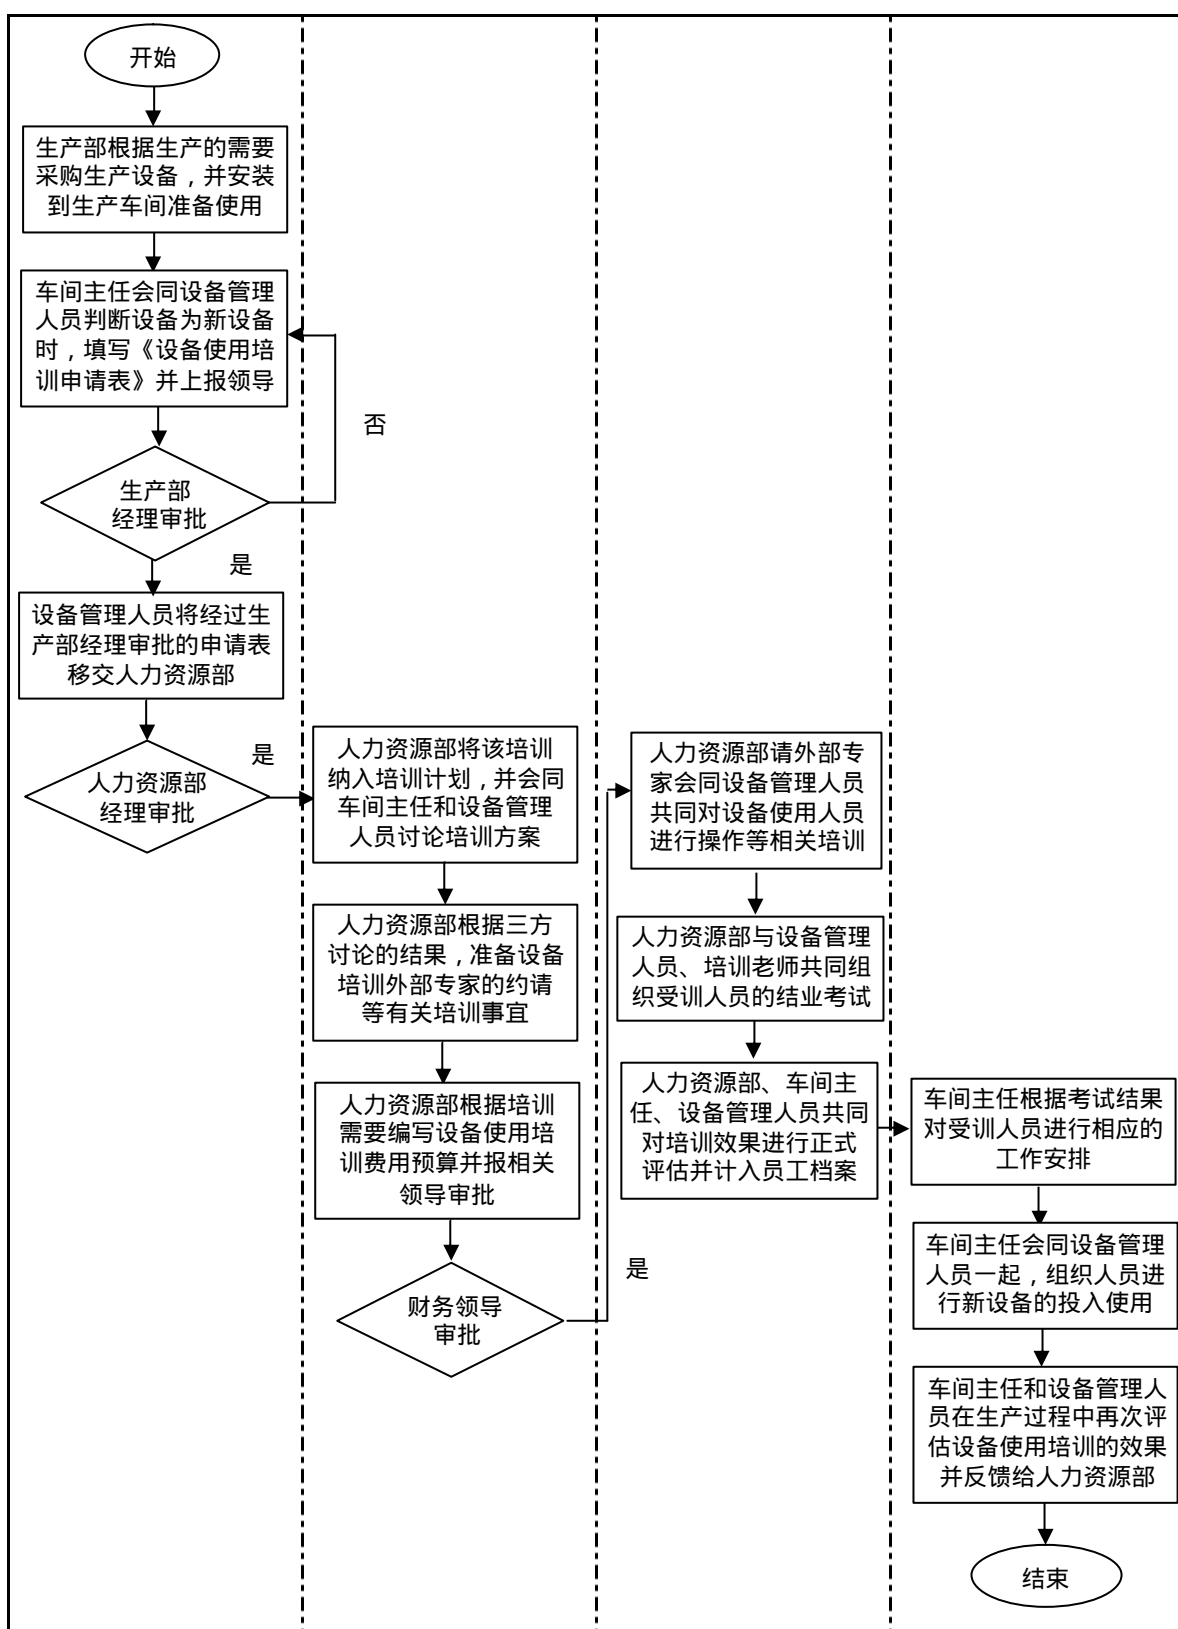 开始
生产部根据生产的需要
采购生产设备，并安装
到生产车间准备使用
车间主任会同设备管理
人员判断设备为新设备
时，填写《设备使用培
训申请表》并上报领导
否
生产部
经理审批
是
设备管理人员将经过生
产部经理审批的申请表
移交人力资源部
人力资源部
经理审批
是
人力资源部将该培训
纳入培训计划，并会同
车间主任和设备管理
人员讨论培训方案
人力资源部根据三方
讨论的结果，准备设备
培训外部专家的约请
等有关培训事宜
人力资源部根据培训
需要编写设备使用培
训费用预算并报相关
领导审批
财务领导
审批
是
人力资源部请外部专
家会同设备管理人员
共同对设备使用人员
进行操作等相关培训
人力资源部与设备管理
人员、培训老师共同组
织受训人员的结业考试
人力资源部、车间主
任、设备管理人员共同
对培训效果进行正式
评估并计入员工档案
车间主任根据考试结果
对受训人员进行相应的
工作安排
车间主任会同设备管理
人员一起，组织人员进
行新设备的投入使用
车间主任和设备管理人
员在生产过程中再次评
估设备使用培训的效果
并反馈给人力资源部
结束